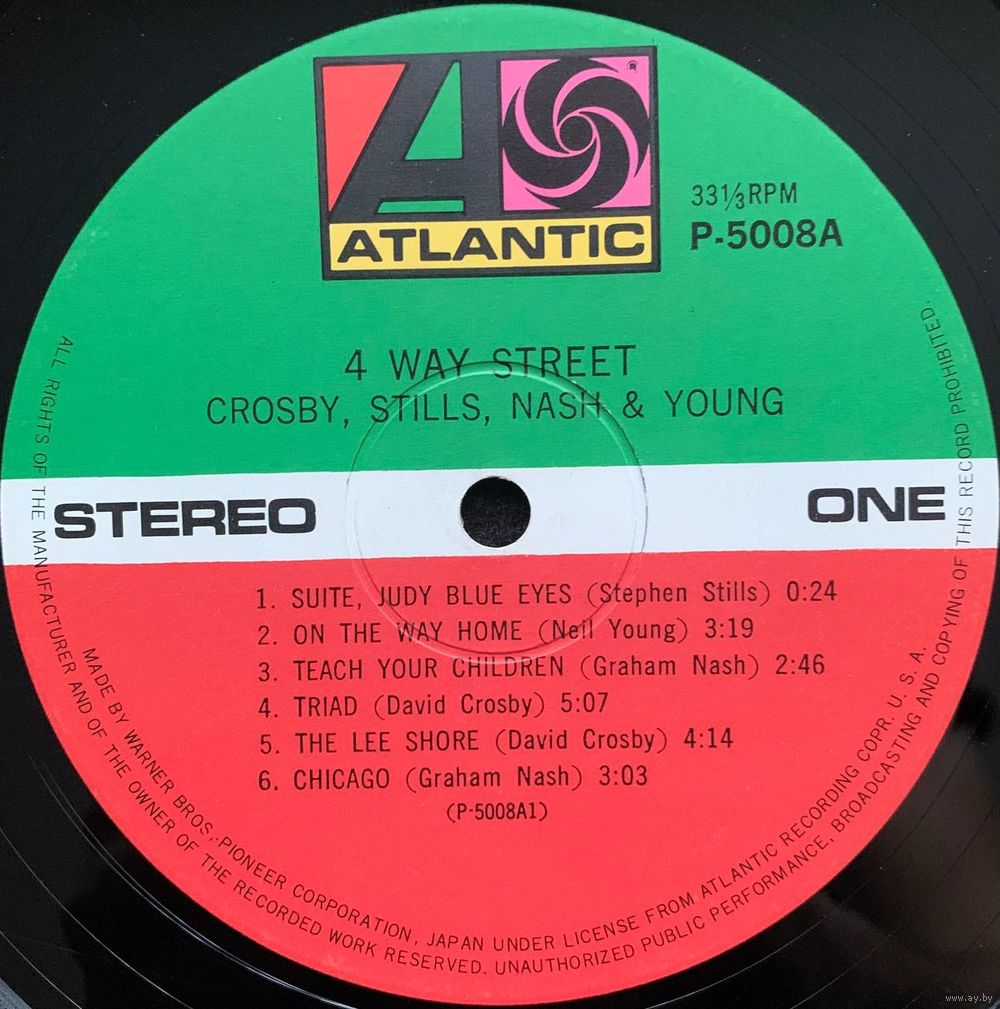 ATLANTIC
33⅓ RPM
P-5008A
4 WAY STREET
CROSBY, STILLS, NASH & YOUNG
STEREO
ONE
1. SUITE, JUDY BLUE EYES (Stephen Stills) 0:24
2. ON THE WAY HOME (Neil Young) 3:19
3. TEACH YOUR CHILDREN (Graham Nash) 2:46
4. TRIAD (David Crosby) 5:07
5. THE LEE SHORE (David Crosby) 4:14
6. CHICAGO (Graham Nash) 3:03
(P-5008A1)
MADE BY WARNER BROS,-PIONEER CORPORATION, JAPAN UNDER LICENSE FROM ATLANTIC RECORDING COPR. U. S. A.
ALL RIGHTS OF THE MANUFACTURER AND OF THE OWNER OF THE RECORDED WORK RESERVED. UNAUTHORIZED PUBLIC PERFORMANCE, BROADCASTING AND COPYING OF THIS RECORD PROHIBITED.
www.ay.by